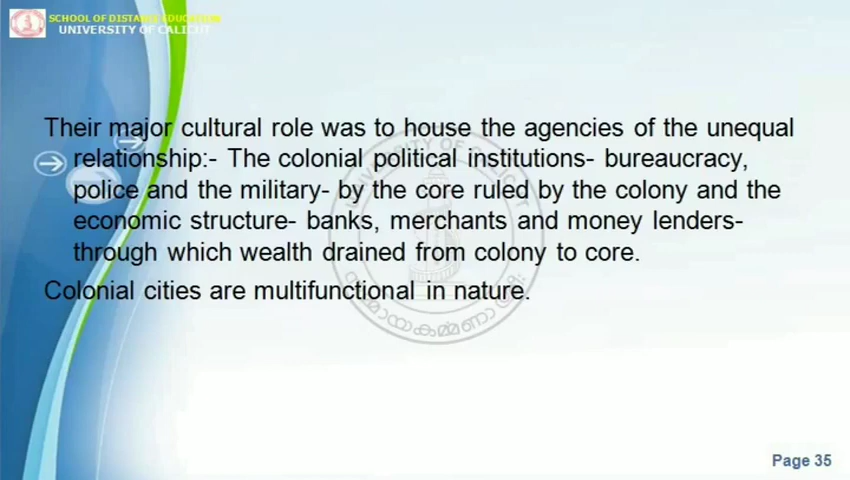 SCHOOL OF DISTANCE EDUCATION
UNIVERSITY OF CALICUT
Their major cultural role was to house the agencies of the unequal
relationship:- The colonial political institutions- bureaucracy,
police and the military- by the core ruled by the colony and the
economic structure- banks, merchants and money lenders-
through which wealth drained from colony to core.
Colonial cities are multifunctional in nature.
UNIVERSITY OF CALICUT
Page 35